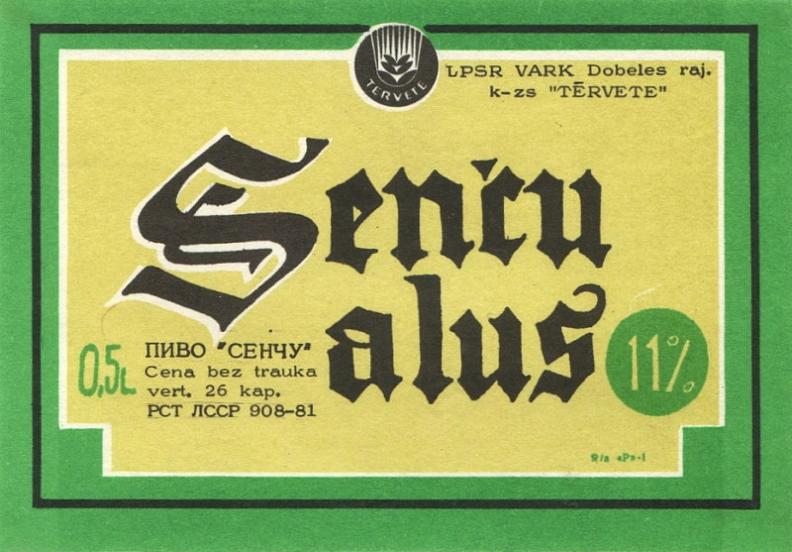 TĒRVETE
LPSR VARK Dobeles raj.
k-zs "TĒRVETE"
Senču
alus
0,5L
ПИВО "СЕНЧУ"
Cena bez trauka
vert. 26 kap.
РСТ ЛССР 908-81
11%
R/a «P»-1